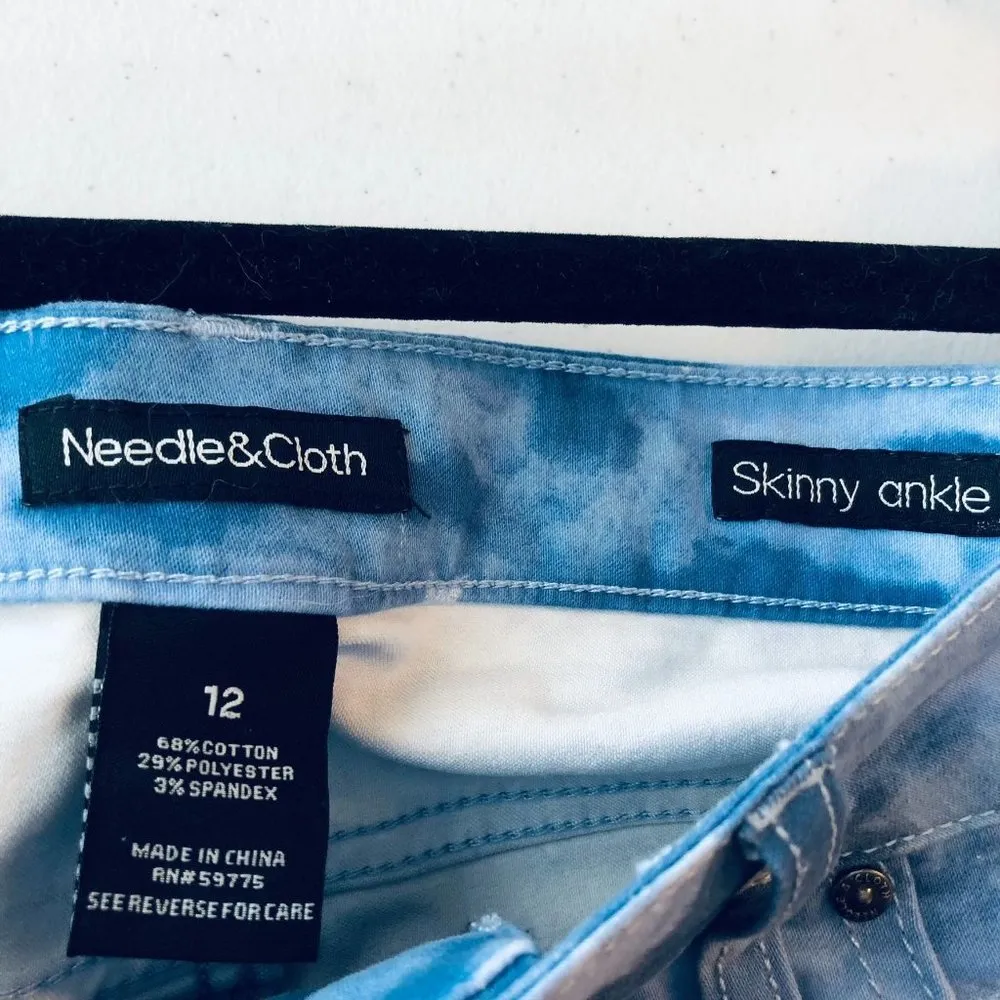 Needle&Cloth
Skinny ankle
12
68%COTTON
29%POLYESTER
3%SPANDEX
MADE IN CHINA
RN#59775
SEE REVERSE FOR CARE